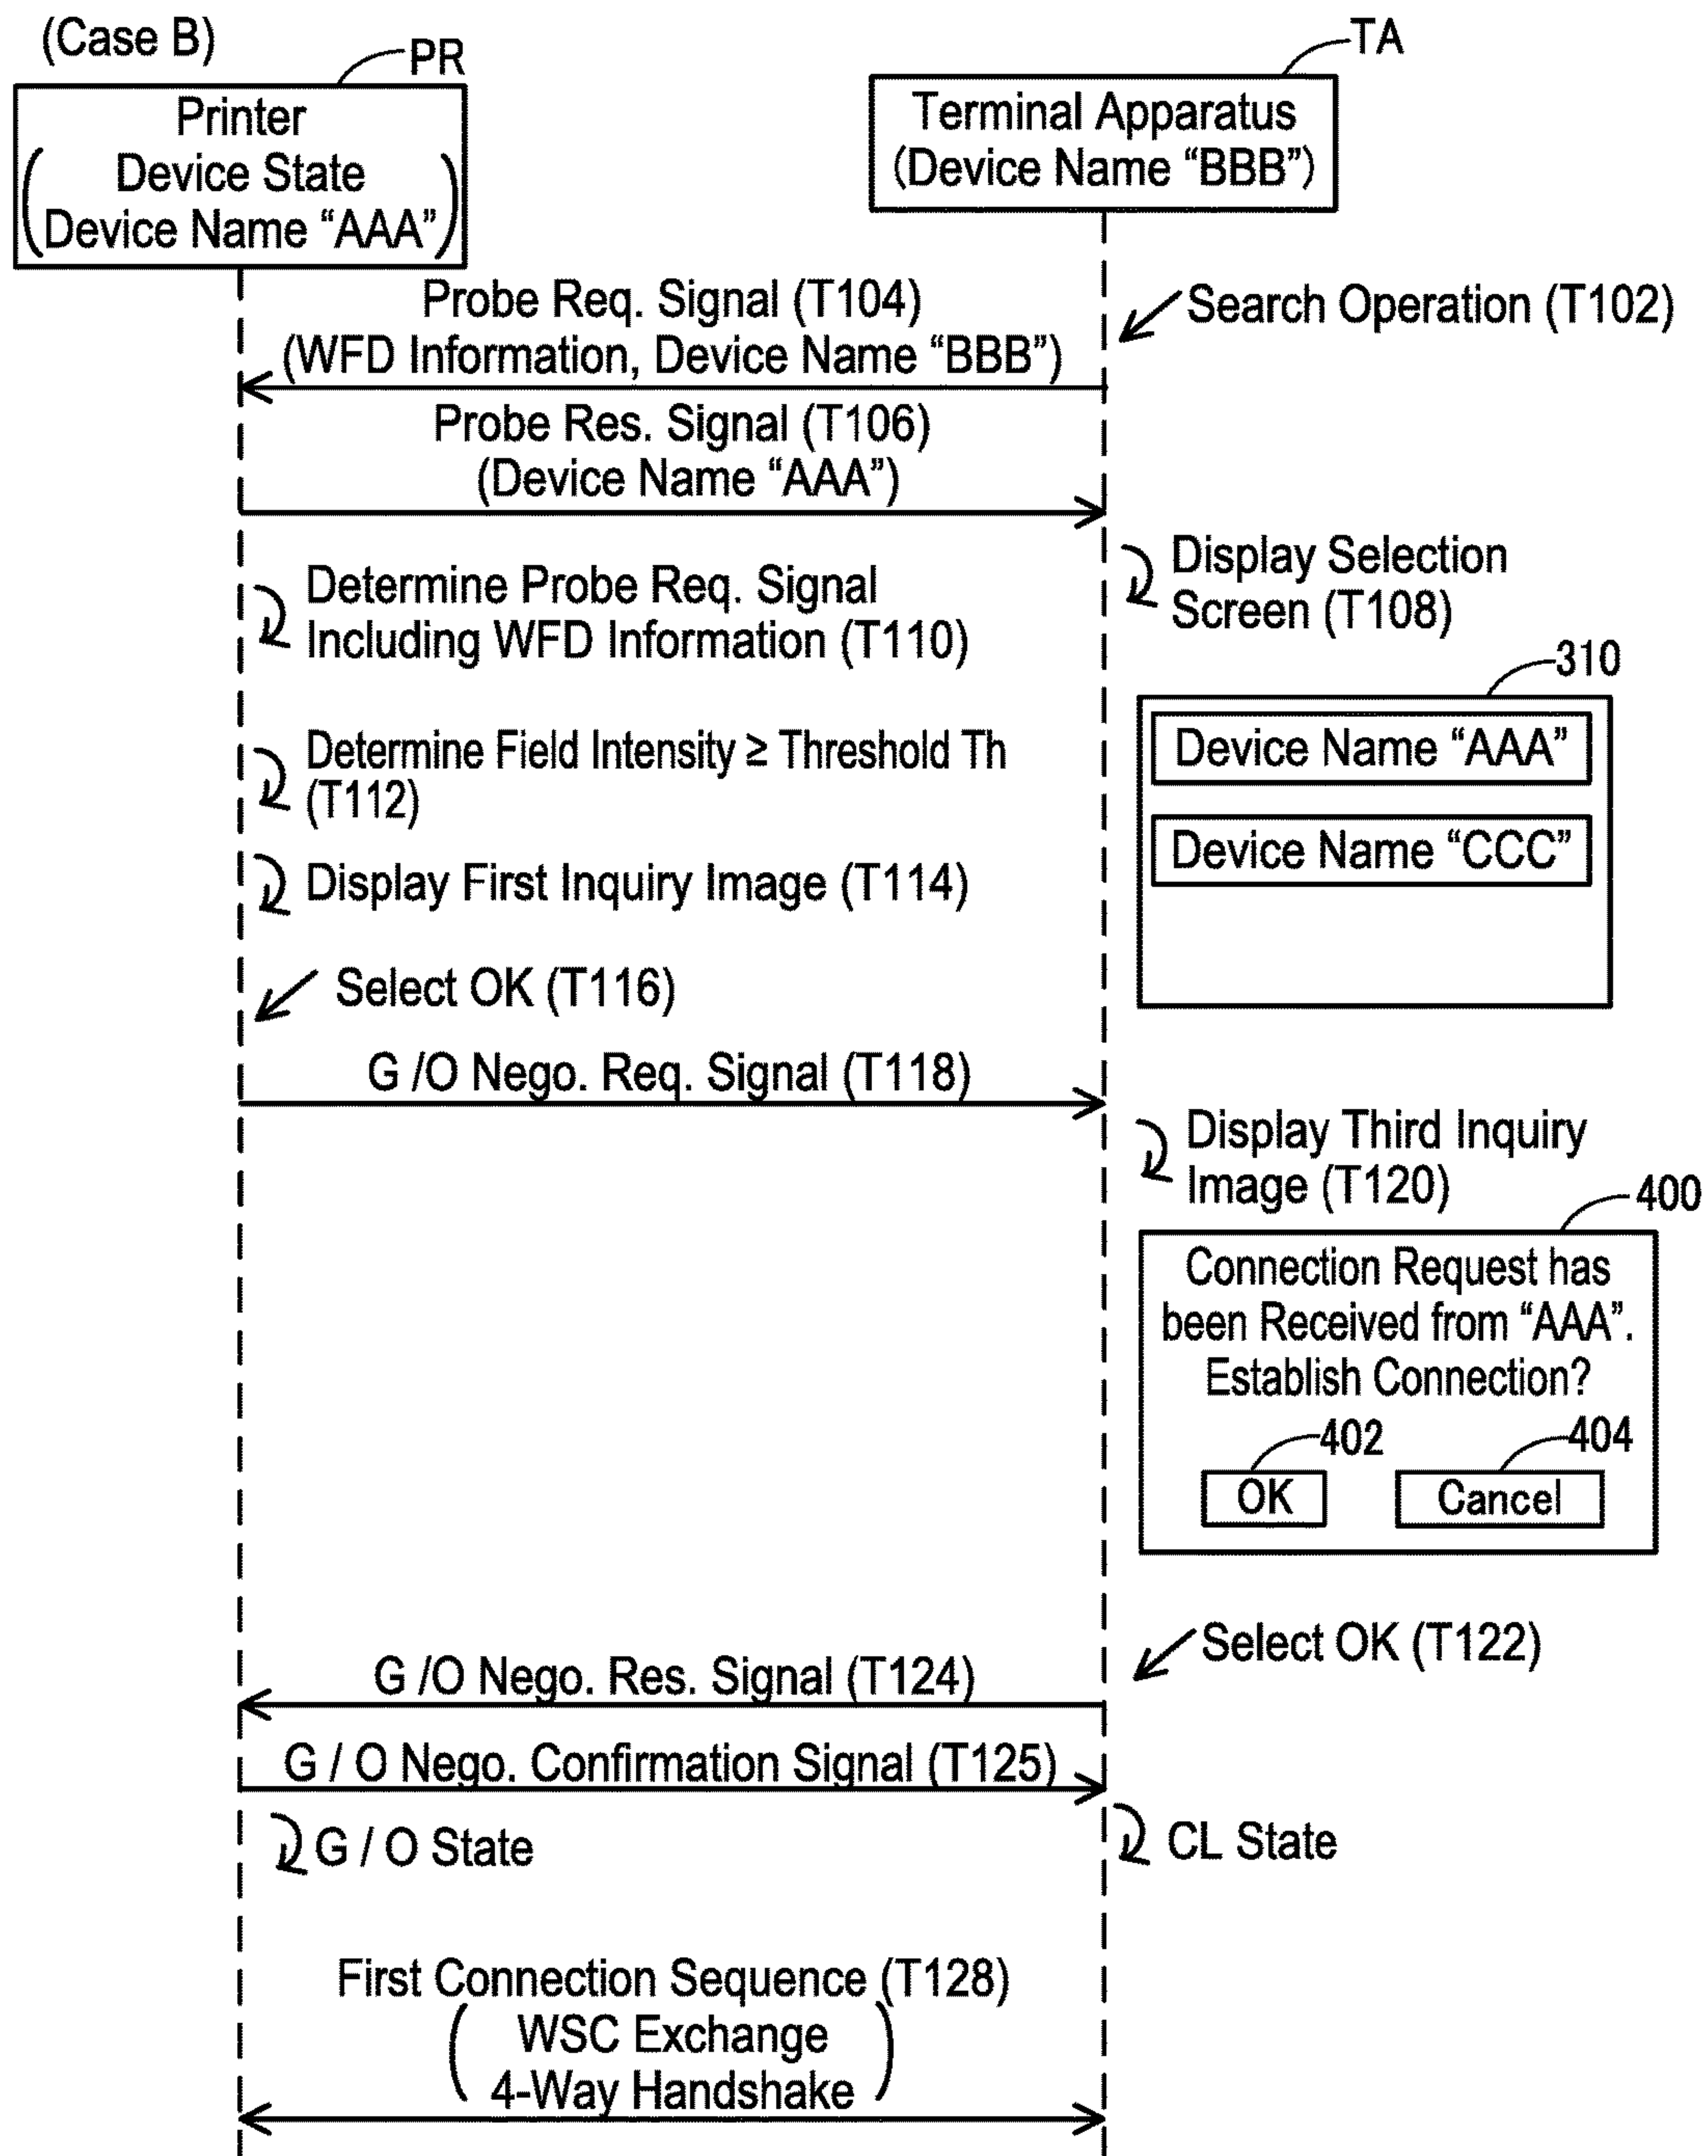 (Case B)
PR
Printer
Device State
Device Name “AAA”
TA
Terminal Apparatus
(Device Name “BBB”)
Probe Req. Signal (T104)
(WFD Information, Device Name “BBB”)
Search Operation (T102)
Probe Res. Signal (T106)
(Device Name “AAA”)
Display Selection
Screen (T108)
Determine Probe Req. Signal
Including WFD Information (T110)
310
Device Name “AAA”
Device Name “CCC”
Determine Field Intensity ≥ Threshold Th
(T112)
Display First Inquiry Image (T114)
Select OK (T116)
G /O Nego. Req. Signal (T118)
Display Third Inquiry
Image (T120)
400
Connection Request has
been Received from “AAA”.
Establish Connection?
402
404
OK
Cancel
Select OK (T122)
G /O Nego. Res. Signal (T124)
G / O Nego. Confirmation Signal (T125)
G / O State
CL State
First Connection Sequence (T128)
WSC Exchange
4-Way Handshake